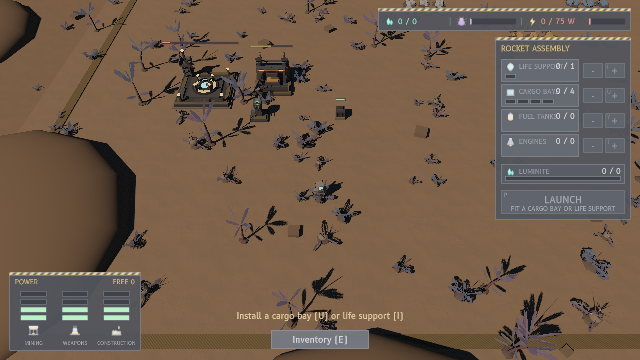 0 / 0
0 / 75 W
ROCKET ASSEMBLY
LIFE SUPPO 0 / 1
- +
CARGO BAY 0 / 4
- +
FUEL TANK 0 / 0
- +
ENGINES 0 / 0
- +
LUMINITE 0 / 0
LAUNCH
FIT A CARGO BAY OR LIFE SUPPORT
POWER FREE 0
MINING WEAPONS CONSTRUCTION
Install a cargo bay [U] or life support [I]
Inventory [E]